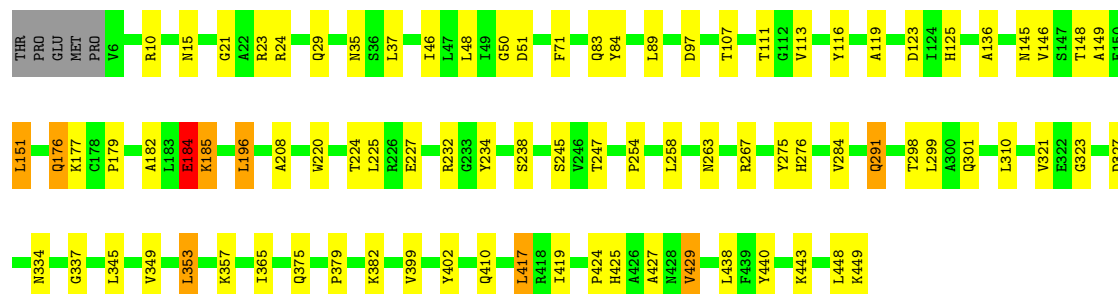 THR PRO GLU MET PRO V6 R10 N15 G21 A22 R23 R24 Q29 N35 S36 L37 I46 L47 L48 I49 G50 D51 F71 Q83 Y84 L89 D97 T107 T111 G112 V113 Y116 A119 D123 I124 H125 A136 N145 V146 S147 T148 A149 F150
L151 Q176 K177 C178 P179 A182 L183 E184 K185 L196 A208 W220 T224 L225 R226 E227 R232 G233 Y234 S238 S245 V246 T247 P254 L258 N263 R267 Y275 H276 V284 Q291 T298 L299 A300 Q301 L310 V321 E322 G323
N334 G337 L345 V349 L353 K357 I365 Q375 P379 K382 V399 Y402 Q410 L417 R418 I419 P424 H425 A426 A427 N428 V429 L438 F439 Y440 K443 L448 K449